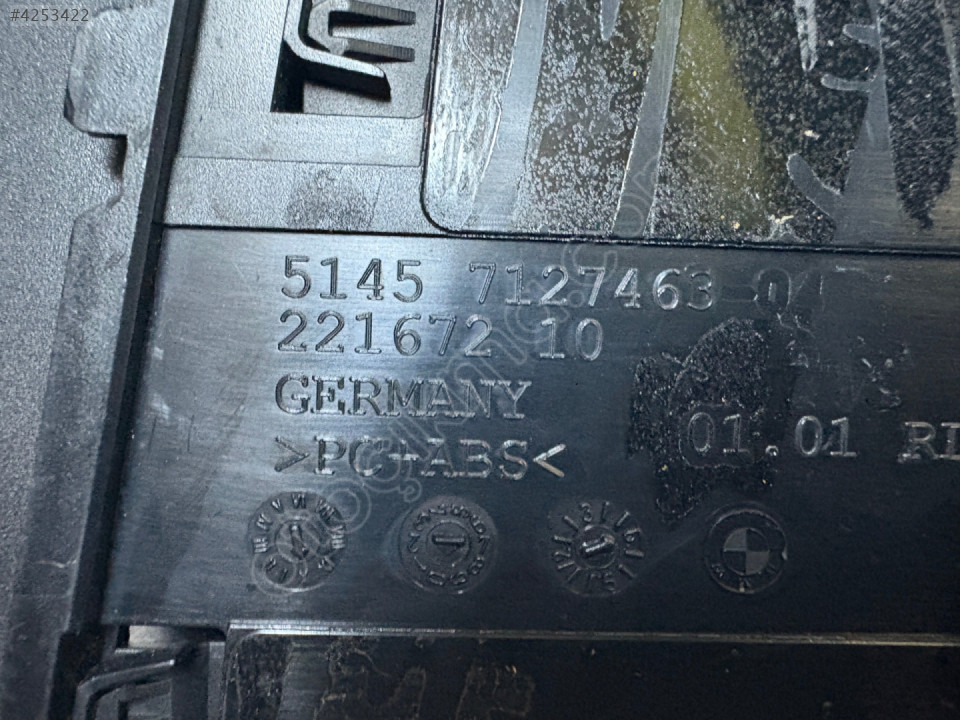 #4253422
5145 7127463
221672 10
GERMANY
>PC+ABS<
01.01